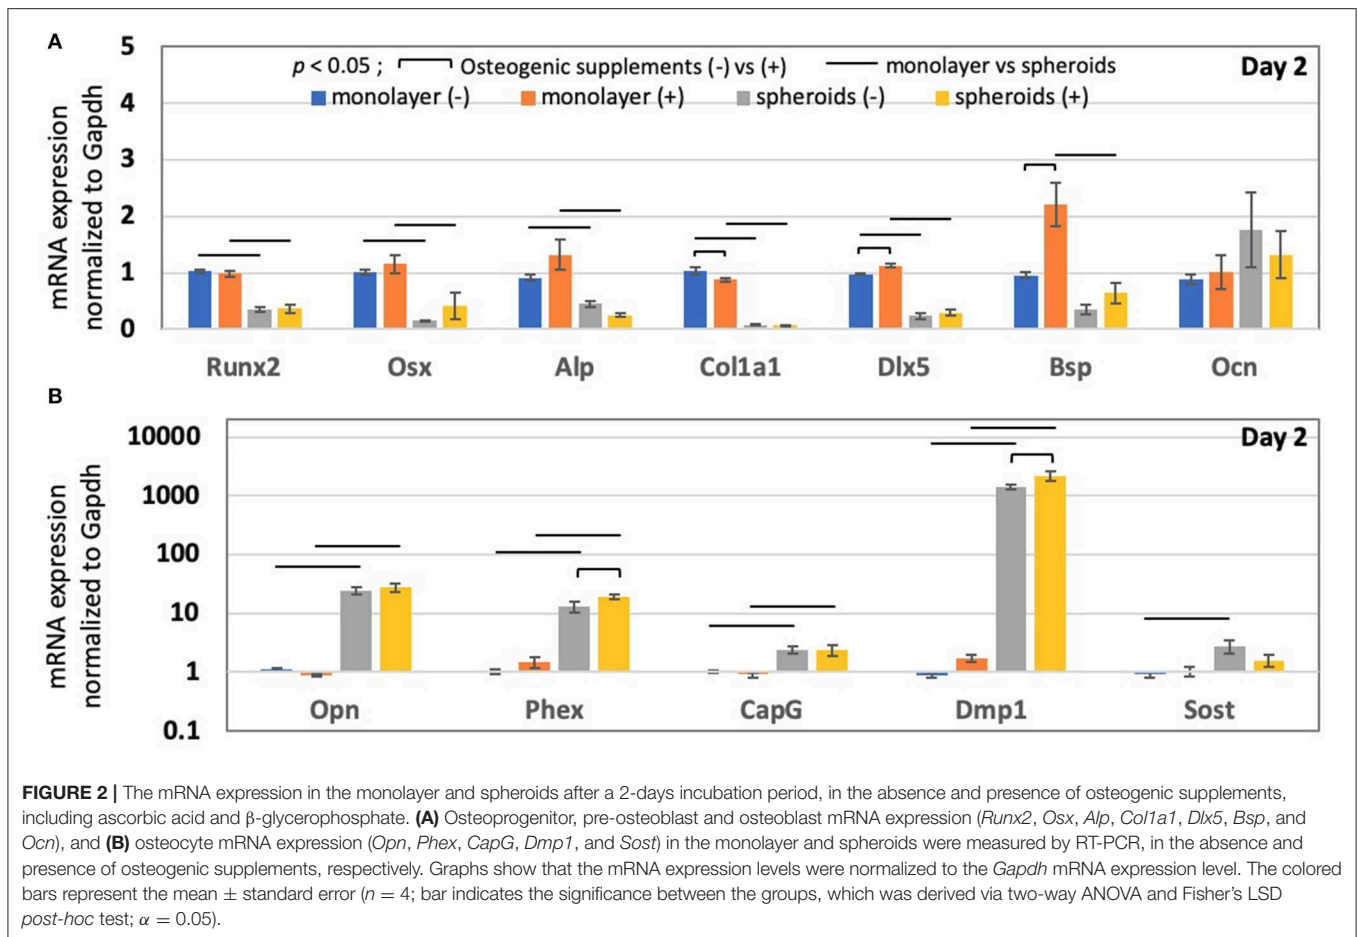 A
5
p < 0.05 ; Osteogenic supplements (-) vs (+) monolayer vs spheroids Day 2
monolayer (-) monolayer (+) spheroids (-) spheroids (+)
4
3
2
1
0
mRNA expression
normalized to Gapdh
Runx2 Osx Alp Col1a1 Dlx5 Bsp Ocn
B
10000 Day 2
1000
100
10
1
0.1
mRNA expression
normalized to Gapdh
Opn Phex CapG Dmp1 Sost
FIGURE 2 | The mRNA expression in the monolayer and spheroids after a 2-days incubation period, in the absence and presence of osteogenic supplements,
including ascorbic acid and β-glycerophosphate. (A) Osteoprogenitor, pre-osteoblast and osteoblast mRNA expression (Runx2, Osx, Alp, Col1a1, Dlx5, Bsp, and
Ocn), and (B) osteocyte mRNA expression (Opn, Phex, CapG, Dmp1, and Sost) in the monolayer and spheroids were measured by RT-PCR, in the absence and
presence of osteogenic supplements, respectively. Graphs show that the mRNA expression levels were normalized to the Gapdh mRNA expression level. The colored
bars represent the mean ± standard error (n = 4; bar indicates the significance between the groups, which was derived via two-way ANOVA and Fisher's LSD
post-hoc test; α = 0.05).